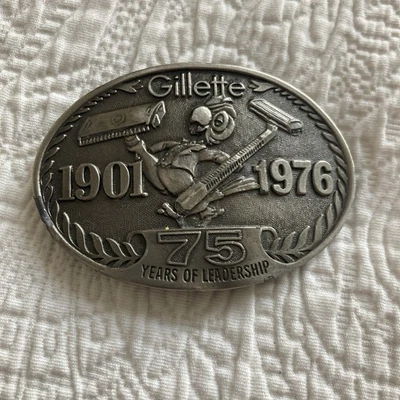 Gillette
1901 1976
75
YEARS OF LEADERSHIP